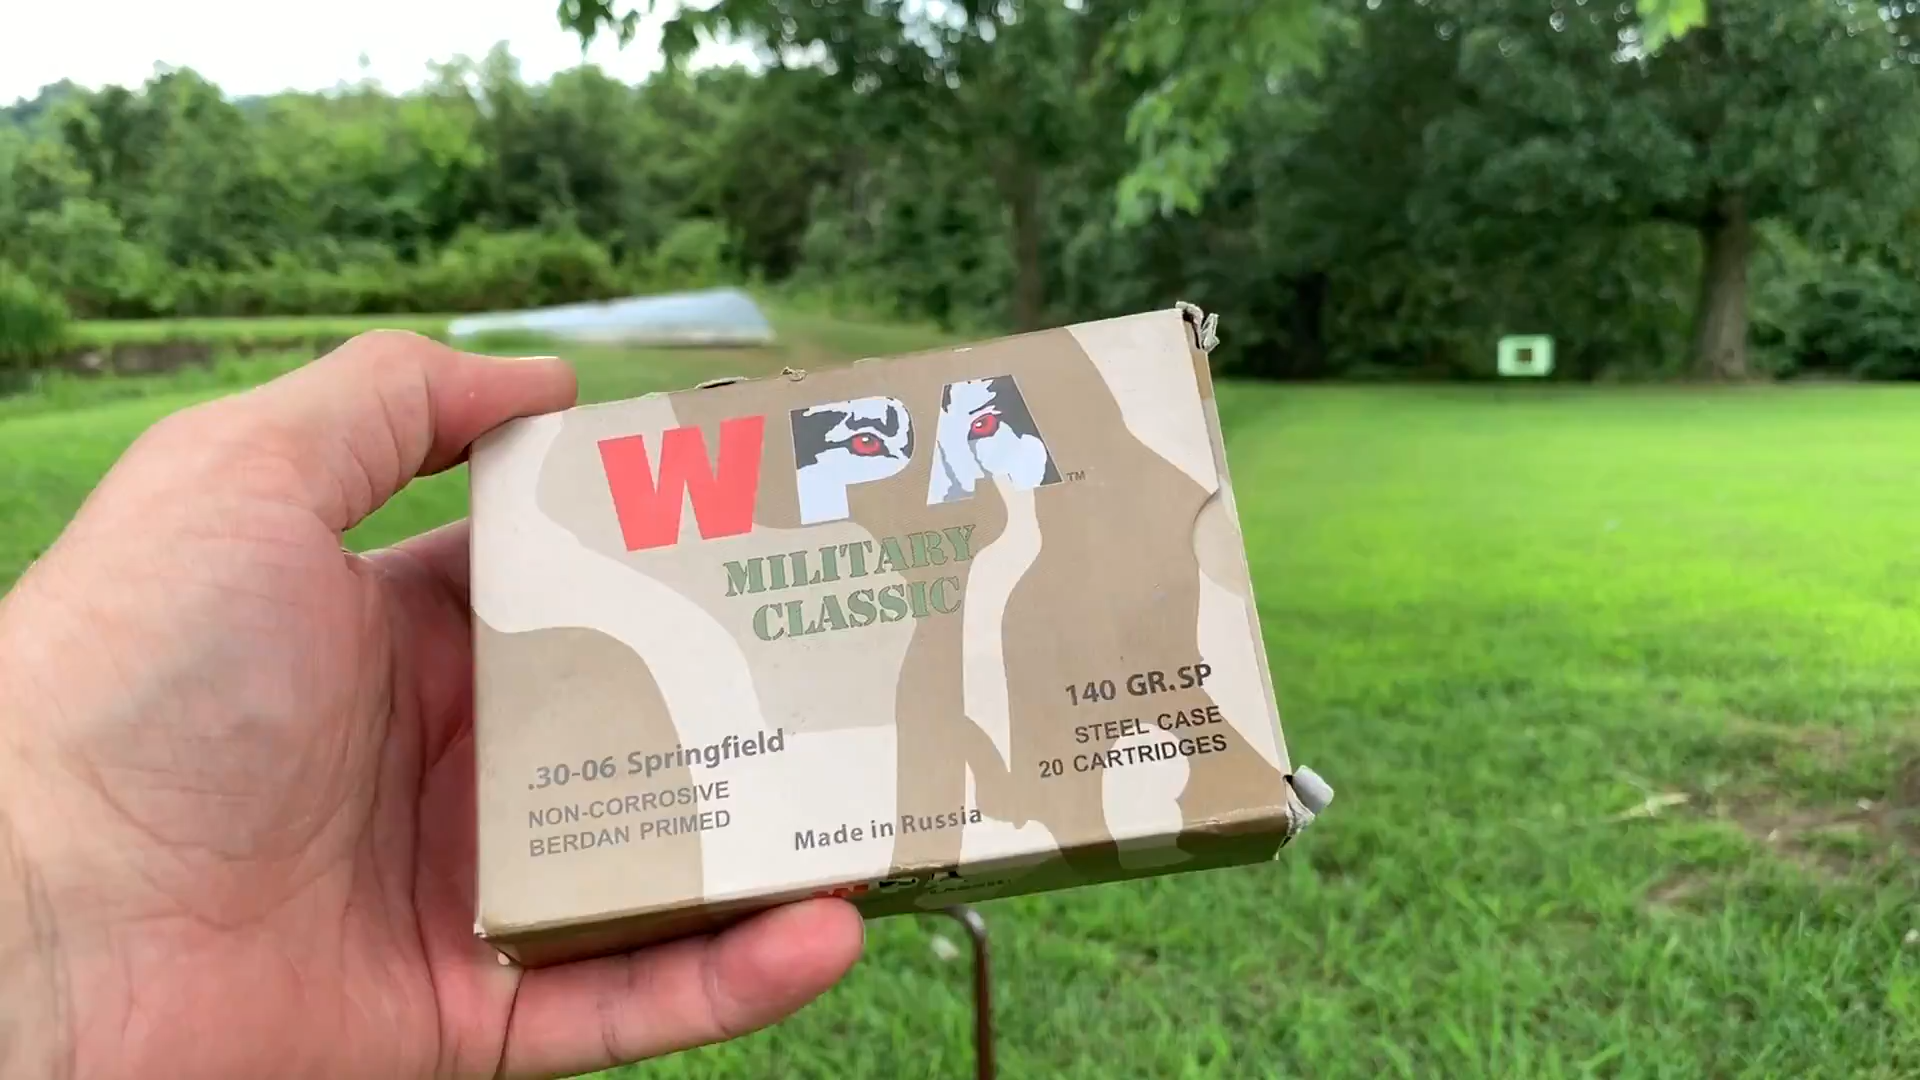 WPA™
MILITARY
CLASSIC
140 GR.SP
STEEL CASE
20 CARTRIDGES
.30-06 Springfield
NON-CORROSIVE
BERDAN PRIMED
Made in Russia